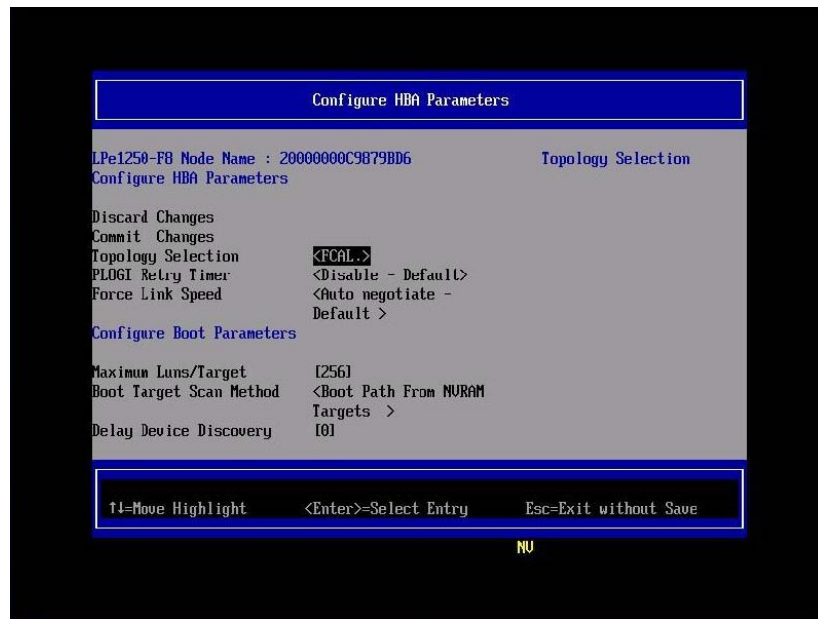 Configure HBA Parameters
LPe1250-F8 Node Name : 20000000C9879BD6 Topology Selection
Configure HBA Parameters
Discard Changes
Commit Changes
Topology Selection <FCAL.>
PLOGI Retry Timer <Disable - Default>
Force Link Speed <Auto negotiate -
Default >
Configure Boot Parameters
Maximum Luns/Target [256]
Boot Target Scan Method <Boot Path From NVRAM
Targets >
Delay Device Discovery [0]
↑↓=Move Highlight <Enter>=Select Entry Esc=Exit without Save
NV